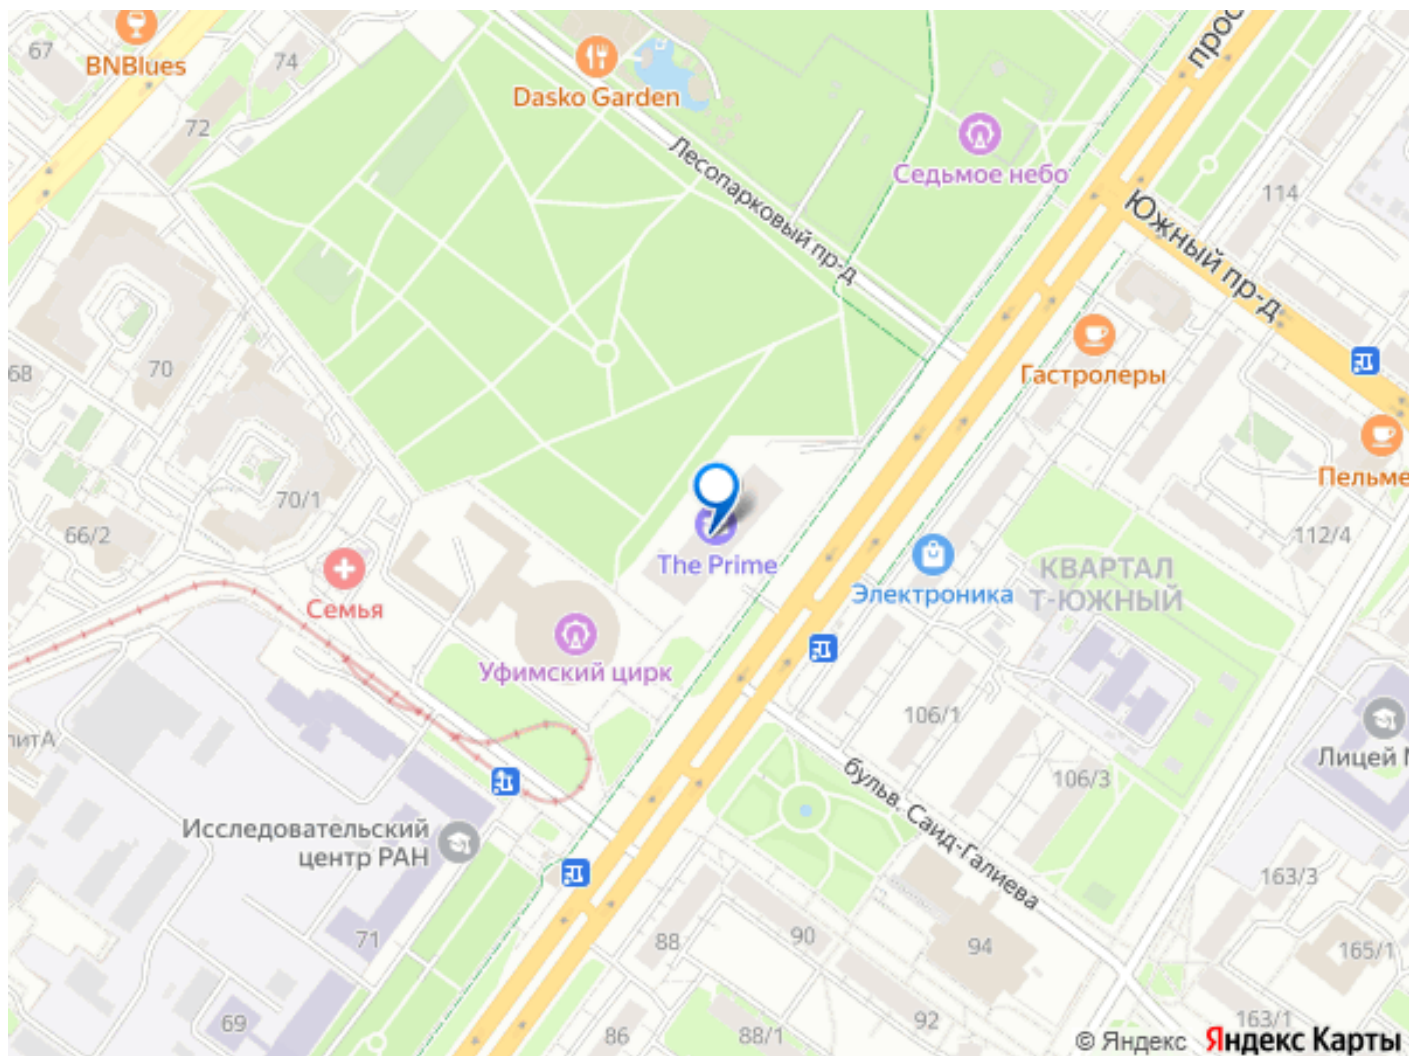 67
BNBlues
74
72
Dasko Garden
Лесопарковый пр-д
Седьмое небо
прос
Южный пр-д
114
Гастролеры
Пельме
112/4
68
70
70/1
66/2
Семья
The Prime
Уфимский цирк
Электроника
КВАРТАЛ
Т-ЮЖНЫЙ
106/1
106/3
бульв. Саид-Галиева
Лицей
литА
Исследовательский
центр РАН
71
69
88
90
94
92
86
88/1
163/3
165/1
163/1
© Яндекс Яндекс Карты